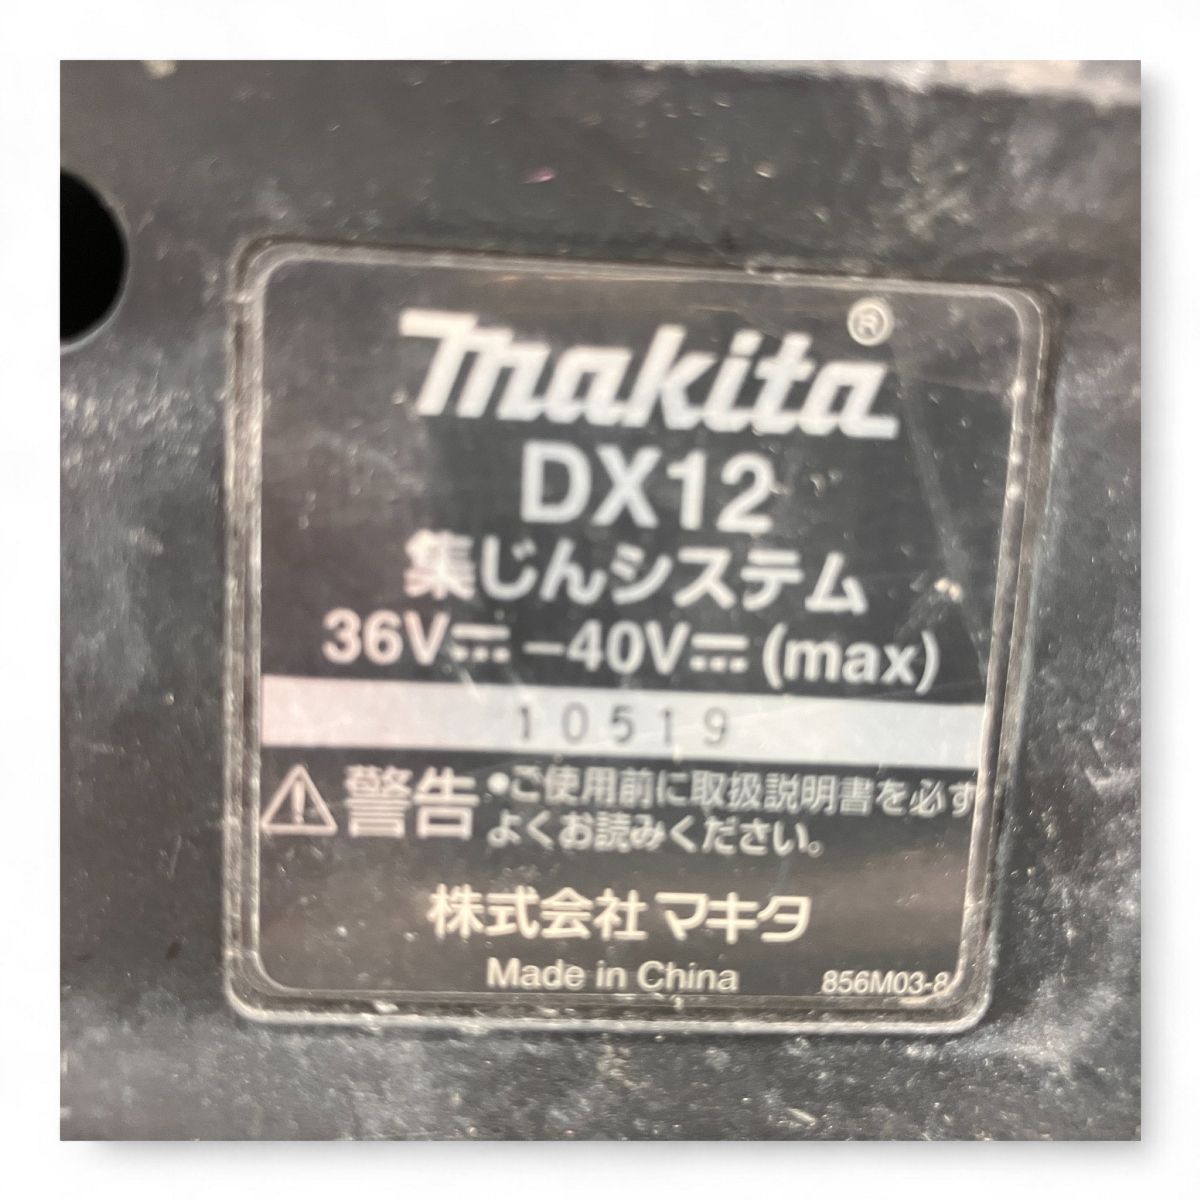 makita®
DX12
集じんシステム
36V⎓–40V⎓(max)
10519
⚠警告 •ご使用前に取扱説明書を必ず
よくお読みください。
株式会社マキタ
Made in China 856M03-8